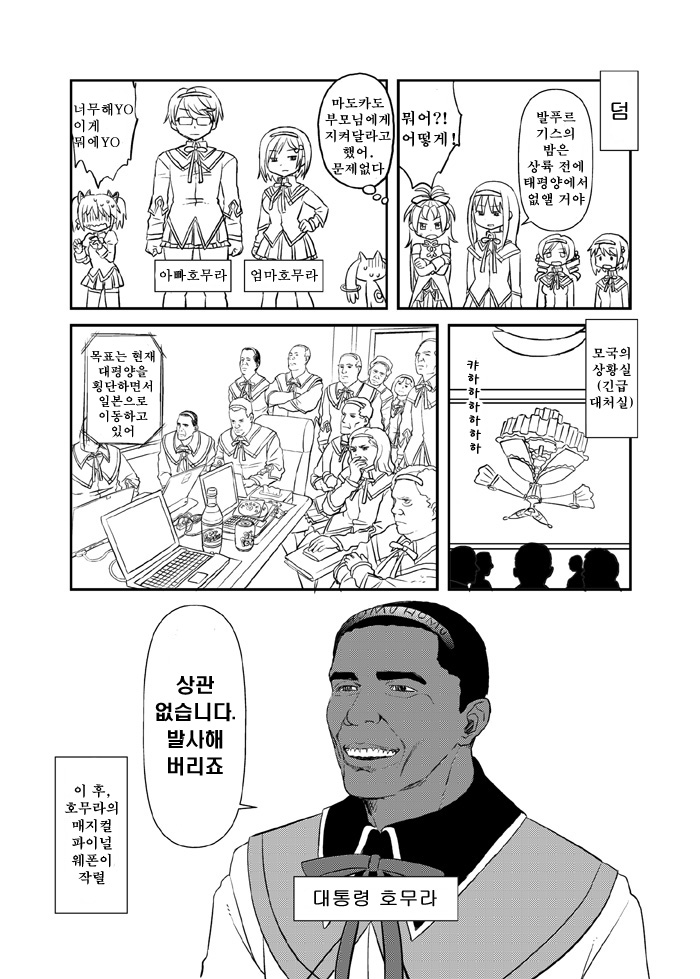 덤
발푸르
기스의
밤은
상륙 전에
태평양에서
없앨 거야
뭐어?!
어떻게!
마도카도
부모님에게
지켜달라고
했어.
문제없다
너무해YO
이게
뭐에YO
엄마호무라
아빠호무라
모국의
상황실
(긴급
대처실)
캬
하
하
하
하
하
하
목표는 현재
대평양을
횡단하면서
일본으로
이동하고
있어
HOMU HOMU
상관
없습니다.
발사해
버리죠
이 후,
호무라의
매지컬
파이널
웨폰이
작렬
대통령 호무라